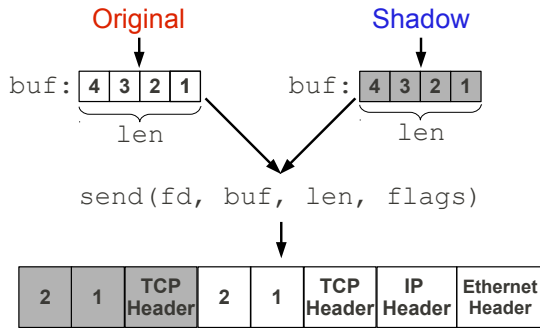 Original Shadow
buf: 4 3 2 1 buf: 4 3 2 1
len len
send(fd, buf, len, flags)
2 1 TCP Header 2 1 TCP Header IP Header Ethernet Header